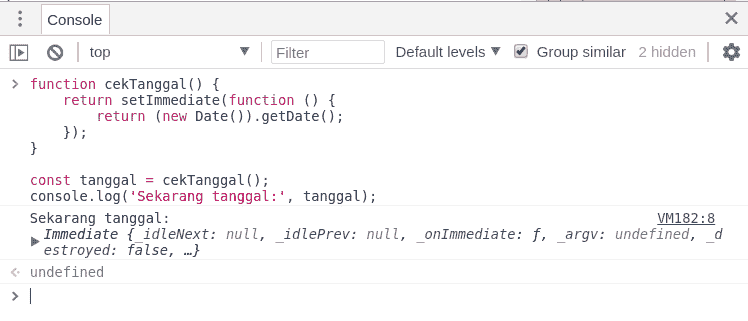 Console
top
Filter
Default levels
Group similar
2 hidden
function cekTanggal() {
    return setImmediate(function () {
        return (new Date()).getDate();
    });
}
const tanggal = cekTanggal();
console.log('Sekarang tanggal:', tanggal);
Sekarang tanggal:
VM182:8
Immediate {_idleNext: null, _idlePrev: null, _onImmediate: ƒ, _argv: undefined, _d
estroyed: false, …}
undefined